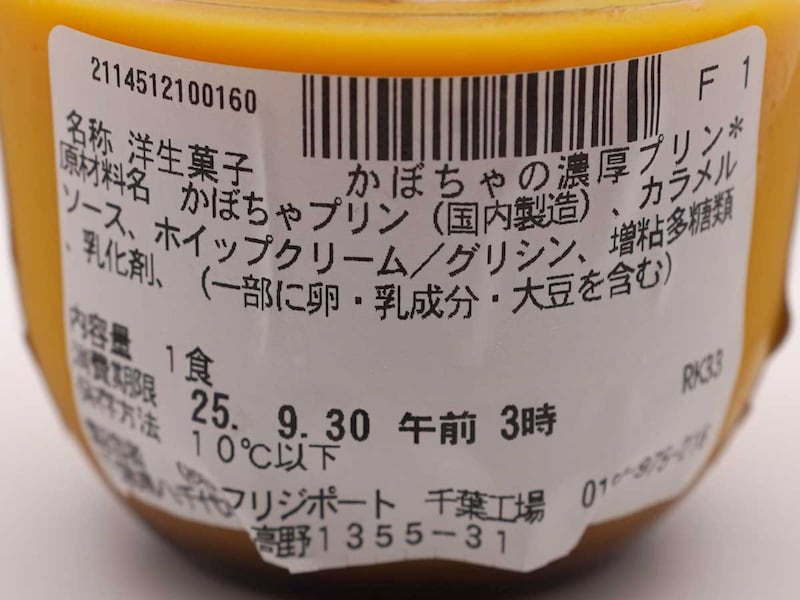 2114512100160
F 1
かぼちゃの濃厚プリン*
名称 洋生菓子
原材料名 かぼちゃプリン(国内製造)、カラメル
ソース、ホイップクリーム/グリシン、増粘多糖類
、乳化剤、(一部に卵・乳成分・大豆を含む)
内容量 1食
消費期限 25. 9.30 午前 3時
RK33
保存方法 10℃以下
フリジポート 千葉工場
高野1355-31